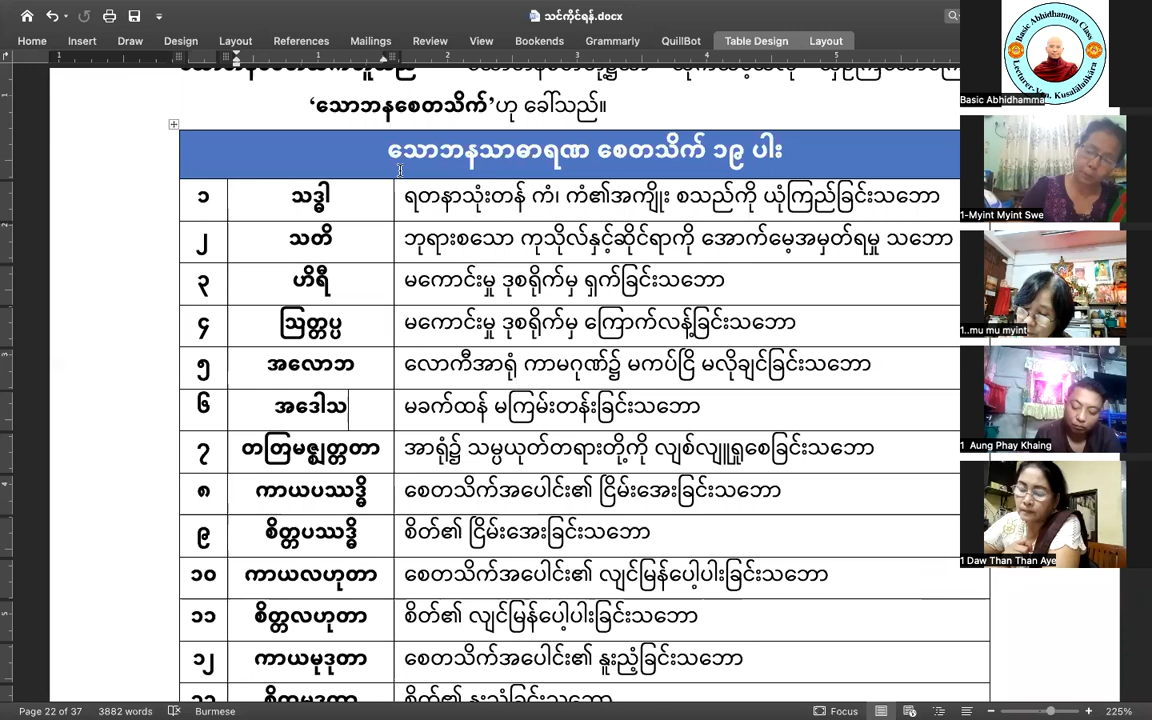 သင်ကိုင်ရန်.docx
Home Insert Draw Design Layout References Mailings Review View Bookends Grammarly QuillBot Table Design Layout
‘သောဘနစေတသိက်’ဟု ခေါ်သည်။
သောဘနသာဓာရဏ စေတသိက် ၁၉ ပါး
၁ သဒ္ဓါ ရတနာသုံးတန် ကံ၊ ကံ၏အကျိုး စသည်ကို ယုံကြည်ခြင်းသဘော
၂ သတိ ဘုရားစသော ကုသိုလ်နှင့်ဆိုင်ရာကို အောက်မေ့အမှတ်ရမှု သဘော
၃ ဟိရီ မကောင်းမှု ဒုစရိုက်မှ ရှက်ခြင်းသဘော
၄ ဩတ္တပ္ပ မကောင်းမှု ဒုစရိုက်မှ ကြောက်လန့်ခြင်းသဘော
၅ အလောဘ လောကီအာရုံ ကာမဂုဏ်၌ မကပ်ငြိ မလိုချင်ခြင်းသဘော
၆ အဒေါသ မခက်ထန် မကြမ်းတန်းခြင်းသဘော
၇ တတြမဇ္ဈတ္တတာ အာရုံ၌ သမ္ပယုတ်တရားတို့ကို လျစ်လျူရှုစေခြင်းသဘော
၈ ကာယပဿဒ္ဓိ စေတသိက်အပေါင်း၏ ငြိမ်းအေးခြင်းသဘော
၉ စိတ္တပဿဒ္ဓိ စိတ်၏ ငြိမ်းအေးခြင်းသဘော
၁၀ ကာယလဟုတာ စေတသိက်အပေါင်း၏ လျင်မြန်ပေါ့ပါးခြင်းသဘော
၁၁ စိတ္တလဟုတာ စိတ်၏ လျင်မြန်ပေါ့ပါးခြင်းသဘော
၁၂ ကာယမုဒုတာ စေတသိက်အပေါင်း၏ နူးညံ့ခြင်းသဘော
Page 22 of 37 3882 words Burmese Focus 225%
Basic Abhidhamma Class
Lecturer-Ven. Kusalālaṅkāra
Basic Abhidhamma
1-Myint Myint Swe
1..mu mu myint
1 Aung Phay Khaing
1 Daw Than Than Aye